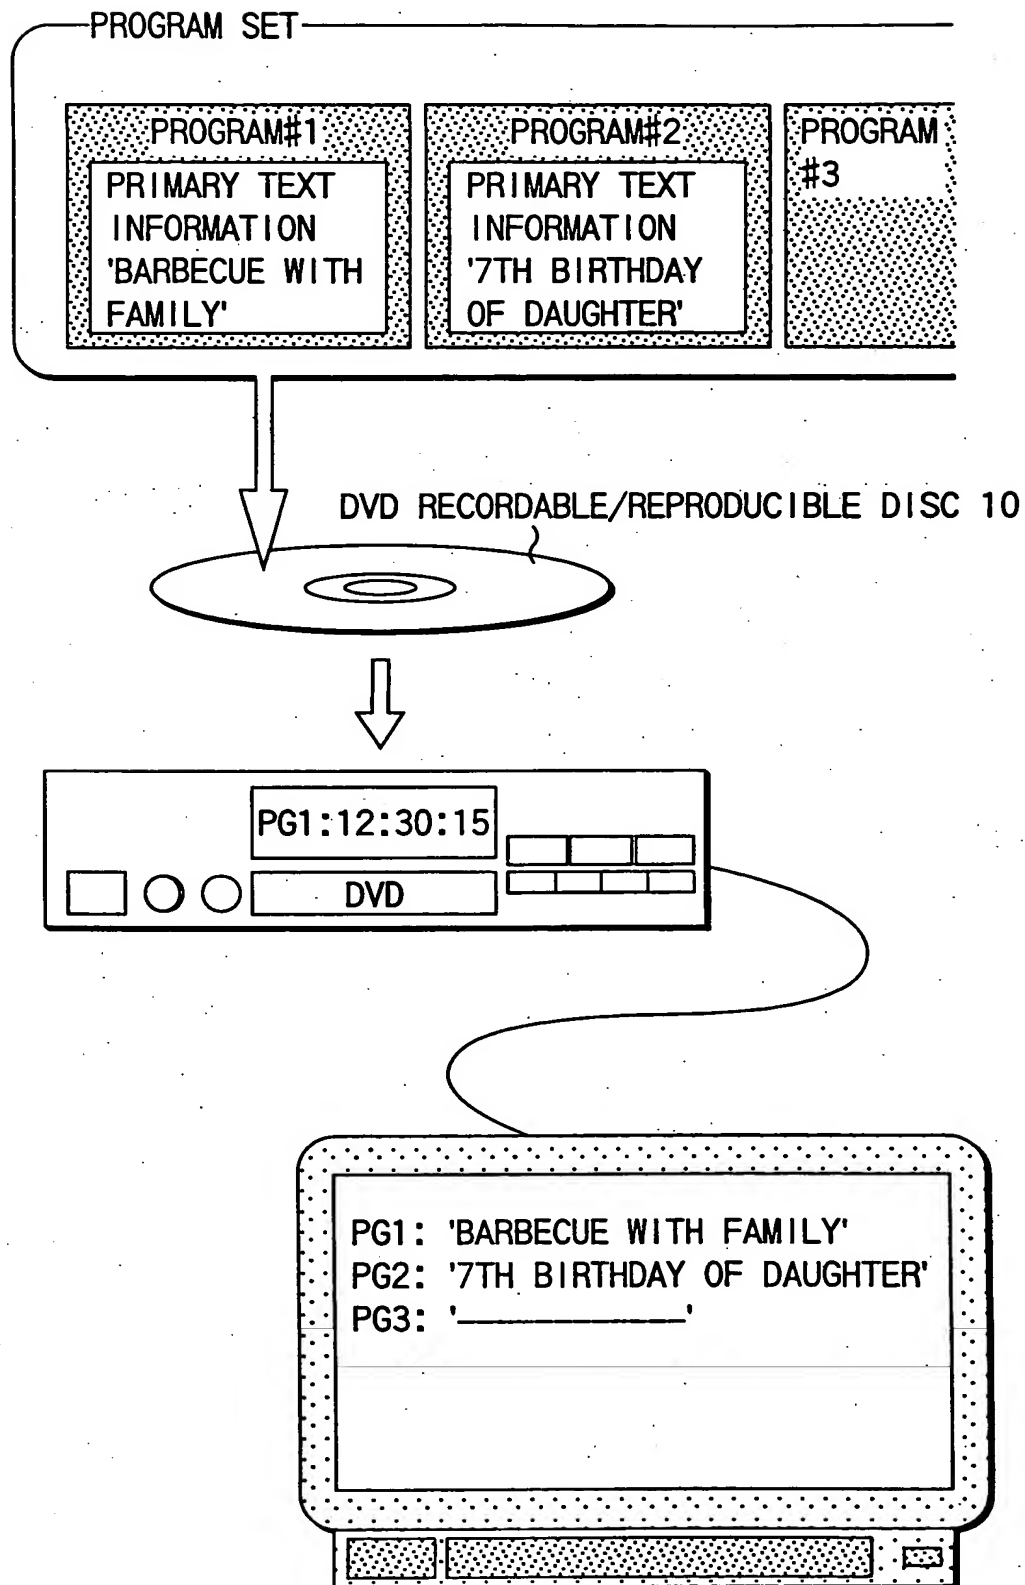 PROGRAM SET
PROGRAM#1
PRIMARY TEXT
INFORMATION
'BARBECUE WITH
FAMILY'
PROGRAM#2
PRIMARY TEXT
INFORMATION
'7TH BIRTHDAY
OF DAUGHTER'
PROGRAM
#3
DVD RECORDABLE/REPRODUCIBLE DISC 10
PG1:12:30:15
DVD
PG1: 'BARBECUE WITH FAMILY'
PG2: '7TH BIRTHDAY OF DAUGHTER'
PG3: '—————'